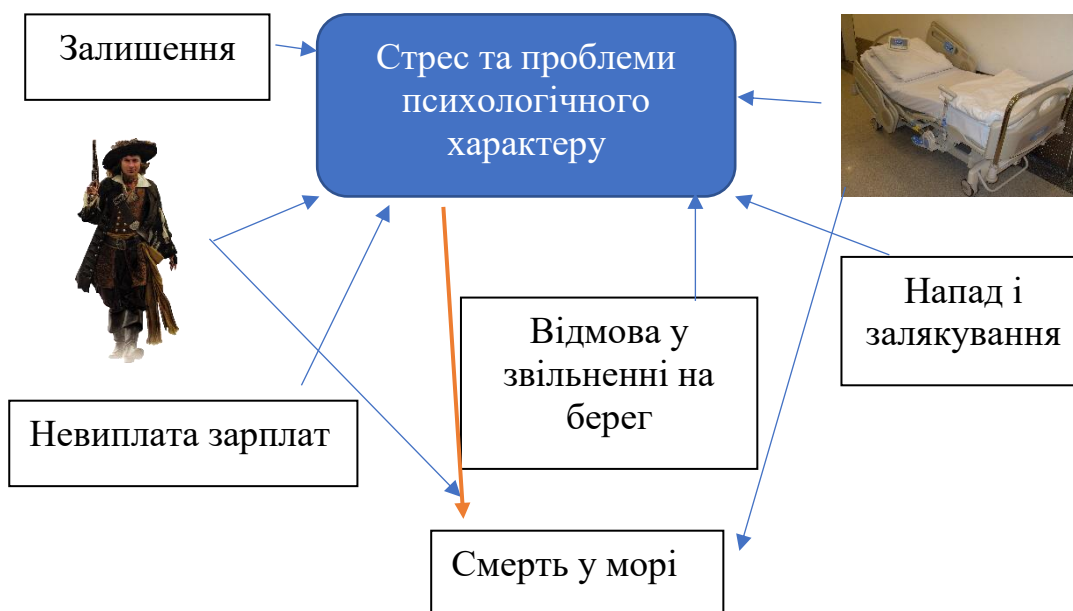 Залишення
Стрес та проблеми
психологічного
характеру
Напад і
залякування
Відмова у
звільненні на
берег
Невиплата зарплат
Смерть у морі